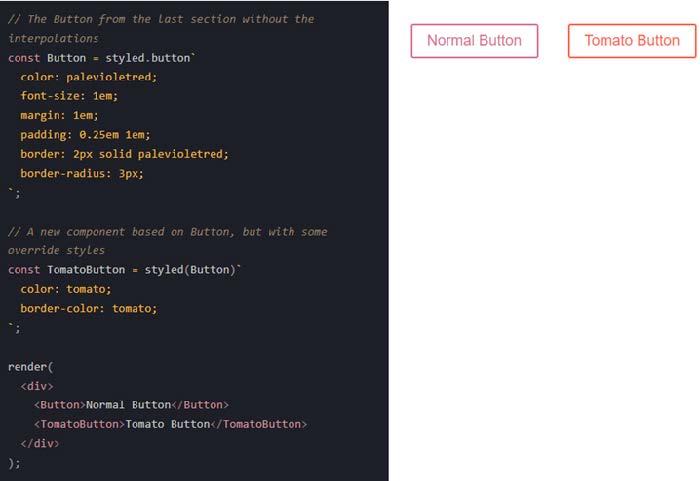 // The Button from the last section without the
interpolations
const Button = styled.button`
color: palevioletred;
font-size: 1em;
margin: 1em;
padding: 0.25em 1em;
border: 2px solid palevioletred;
border-radius: 3px;
`;
// A new component based on Button, but with some
override styles
const TomatoButton = styled(Button)`
color: tomato;
border-color: tomato;
`;
render(
<div>
<Button>Normal Button</Button>
<TomatoButton>Tomato Button</TomatoButton>
</div>
);
Normal Button
Tomato Button